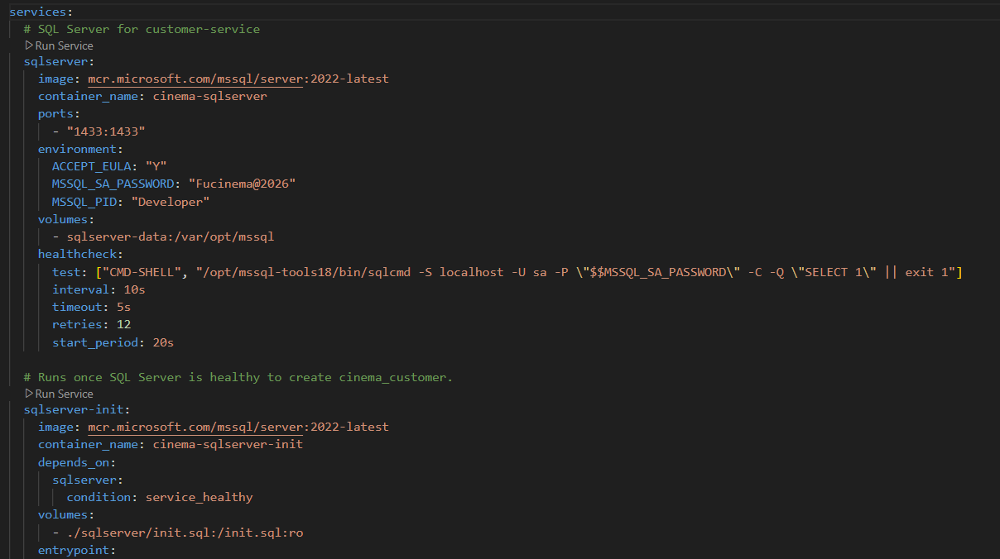 services:
  # SQL Server for customer-service
  ▷Run Service
  sqlserver:
    image: mcr.microsoft.com/mssql/server:2022-latest
    container_name: cinema-sqlserver
    ports:
      - "1433:1433"
    environment:
      ACCEPT_EULA: "Y"
      MSSQL_SA_PASSWORD: "Fucinema@2026"
      MSSQL_PID: "Developer"
    volumes:
      - sqlserver-data:/var/opt/mssql
    healthcheck:
      test: ["CMD-SHELL", "/opt/mssql-tools18/bin/sqlcmd -S localhost -U sa -P \"$$MSSQL_SA_PASSWORD\" -C -Q \"SELECT 1\" || exit 1"]
      interval: 10s
      timeout: 5s
      retries: 12
      start_period: 20s

  # Runs once SQL Server is healthy to create cinema_customer.
  ▷Run Service
  sqlserver-init:
    image: mcr.microsoft.com/mssql/server:2022-latest
    container_name: cinema-sqlserver-init
    depends_on:
      sqlserver:
        condition: service_healthy
    volumes:
      - ./sqlserver/init.sql:/init.sql:ro
    entrypoint: